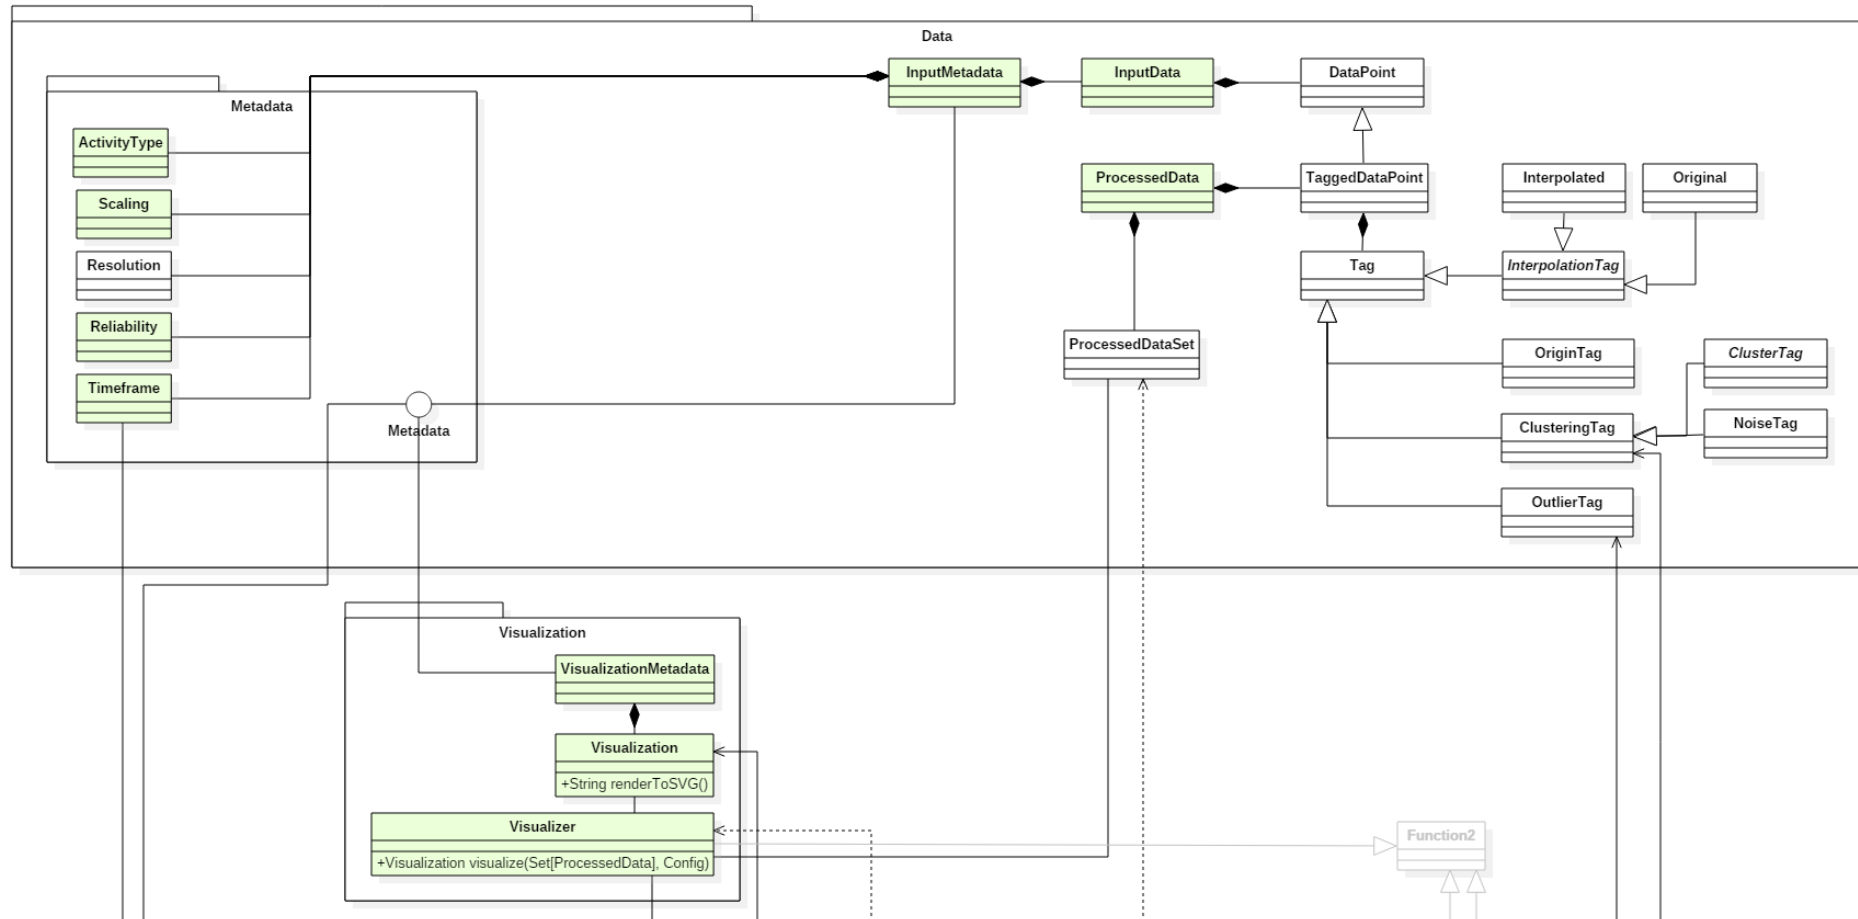 Data
InputMetadata
InputData
DataPoint
Metadata
ActivityType
Scaling
Resolution
Reliability
Timeframe
Metadata
ProcessedData
TaggedDataPoint
Interpolated
Original
Tag
InterpolationTag
ProcessedDataSet
OriginTag
ClusterTag
ClusteringTag
NoiseTag
OutlierTag
Visualization
VisualizationMetadata
Visualization
+String renderToSVG()
Visualizer
+Visualization visualize(Set[ProcessedData], Config)
Function2